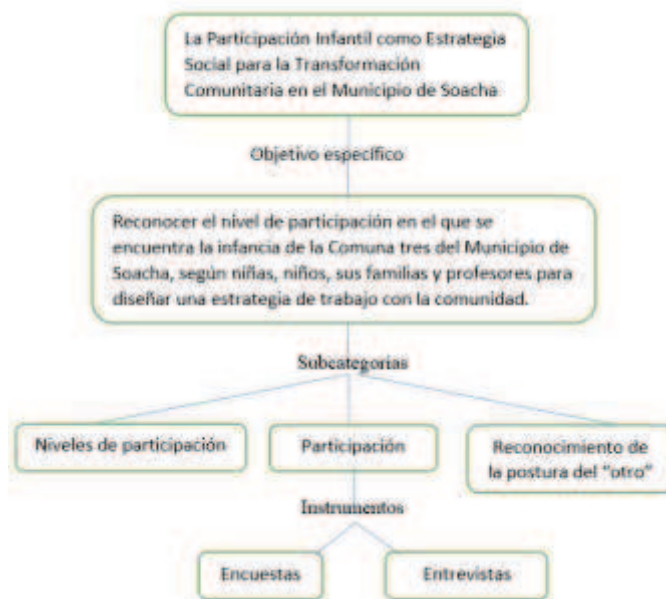 La Participación Infantil como Estrategia
Social para la Transformación
Comunitaria en el Municipio de Soacha
Objetivo específico
Reconocer el nivel de participación en el que se
encuentra la infancia de la Comuna tres del Municipio de
Soacha, según niñas, niños, sus familias y profesores para
diseñar una estrategia de trabajo con la comunidad.
Subcategorías
Niveles de participación
Participación
Reconocimiento de
la postura del "otro"
Instrumentos
Encuestas
Entrevistas